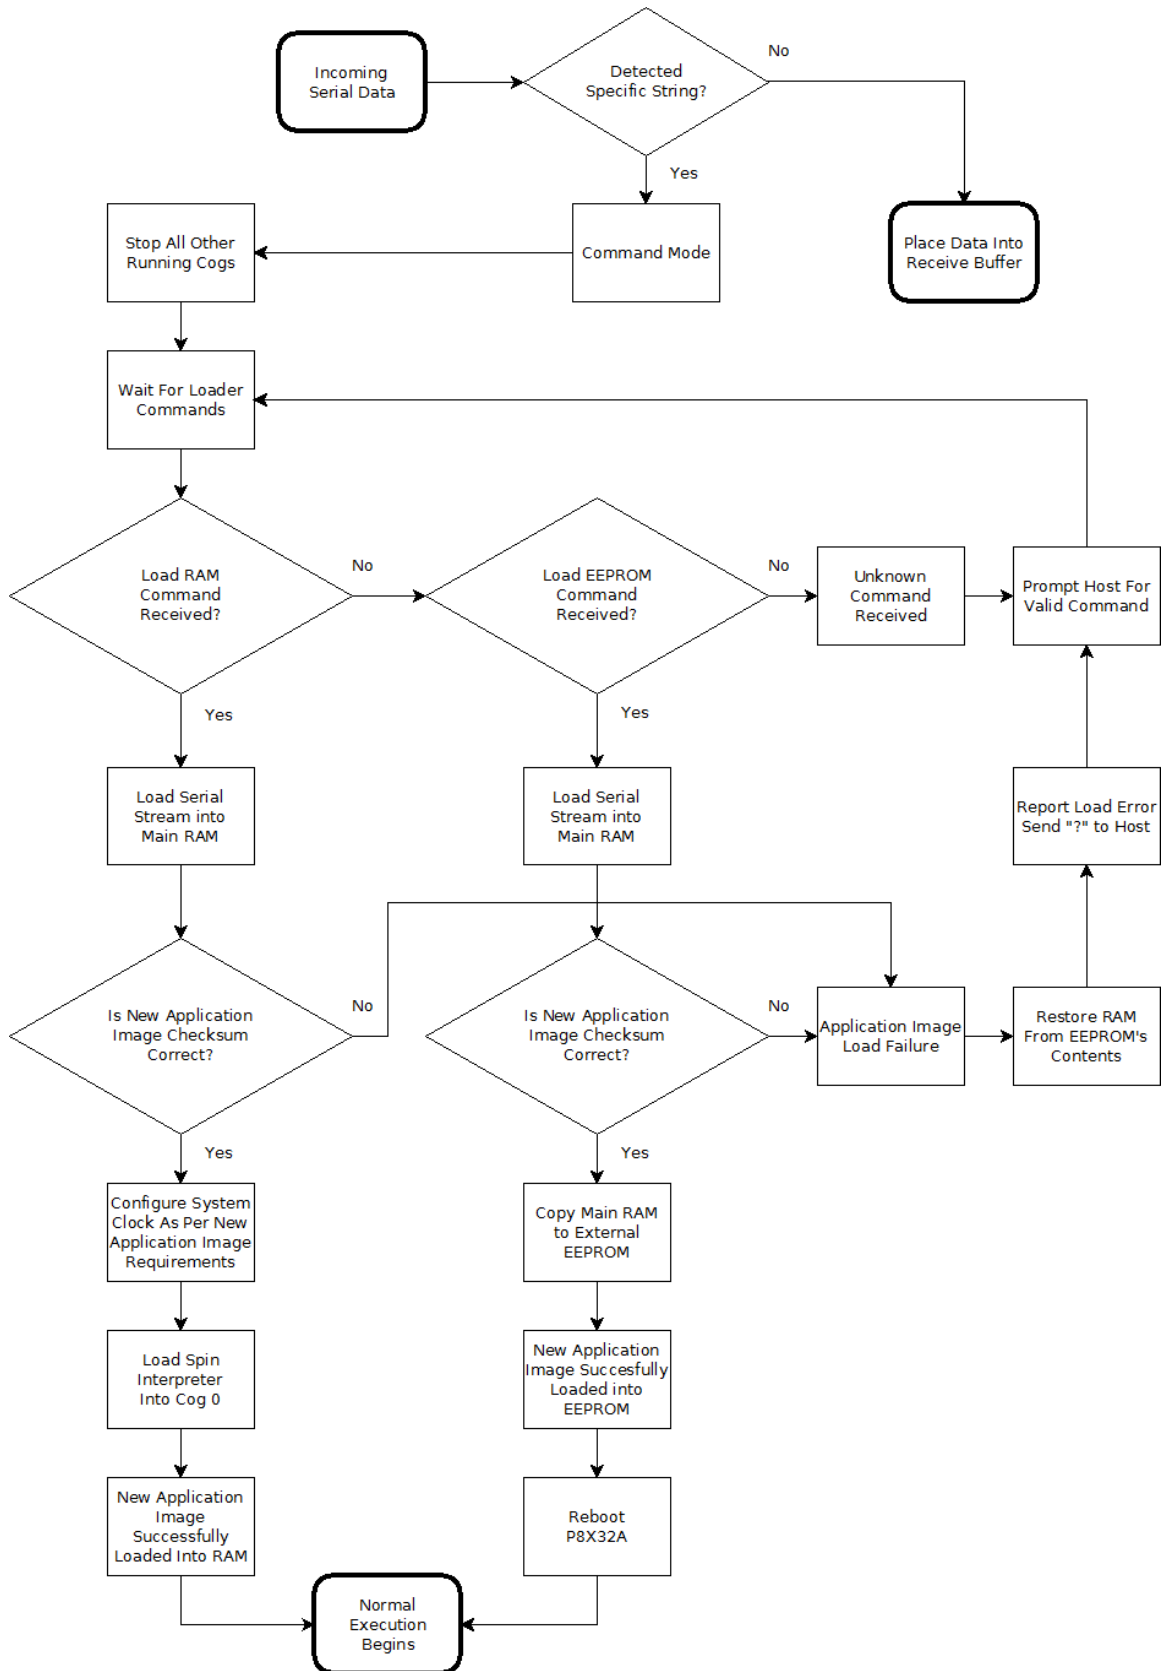 Incoming
Serial Data
Detected
Specific String?
No
Yes
Stop All Other
Running Cogs
Command Mode
Place Data Into
Receive Buffer
Wait For Loader
Commands
Load RAM
Command
Received?
No
Load EEPROM
Command
Received?
No
Unknown
Command
Received
Prompt Host For
Valid Command
Yes
Yes
Load Serial
Stream into
Main RAM
Load Serial
Stream into
Main RAM
Report Load Error
Send "?" to Host
Is New Application
Image Checksum
Correct?
No
Is New Application
Image Checksum
Correct?
No
Application Image
Load Failure
Restore RAM
From EEPROM's
Contents
Yes
Yes
Configure System
Clock As Per New
Application Image
Requirements
Copy Main RAM
to External
EEPROM
Load Spin
Interpreter
Into Cog 0
New Application
Image Succesfully
Loaded into
EEPROM
New Application
Image
Successfully
Loaded Into RAM
Reboot
P8X32A
Normal
Execution
Begins